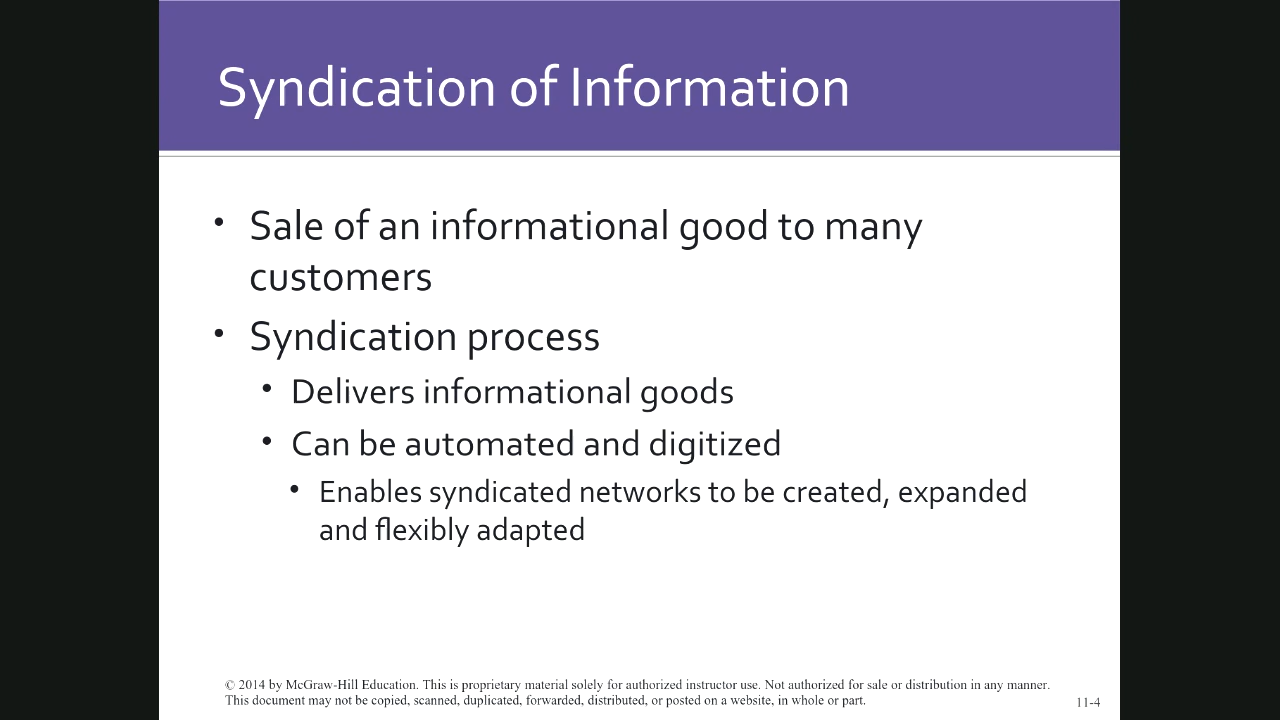 Syndication of Information
• Sale of an informational good to many
customers
• Syndication process
• Delivers informational goods
• Can be automated and digitized
• Enables syndicated networks to be created, expanded
and flexibly adapted
© 2014 by McGraw-Hill Education. This is proprietary material solely for authorized instructor use. Not authorized for sale or distribution in any manner.
This document may not be copied, scanned, duplicated, forwarded, distributed, or posted on a website, in whole or part.
11-4